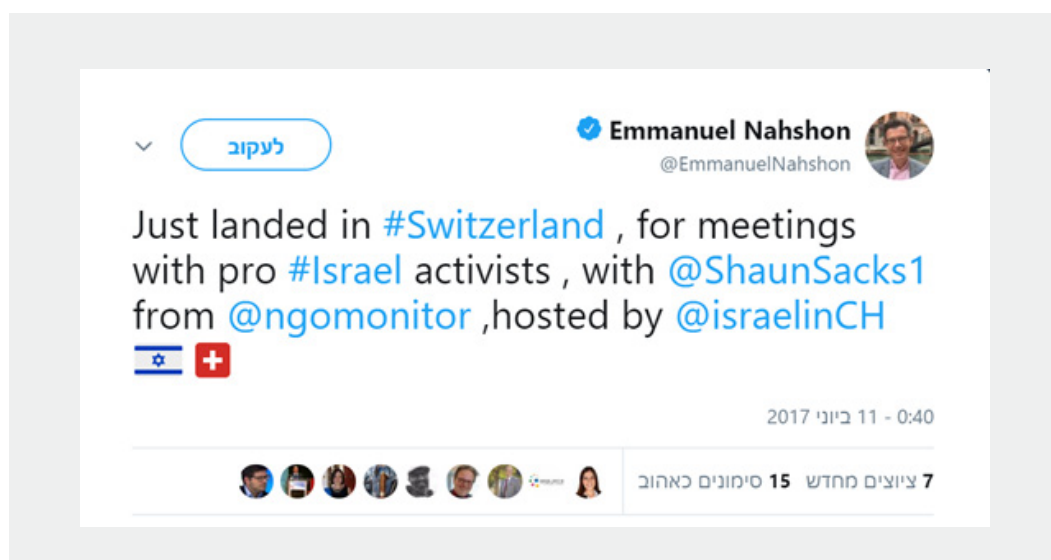 לעקוב
Emmanuel Nahshon
@EmmanuelNahshon
Just landed in #Switzerland , for meetings
with pro #Israel activists , with @ShaunSacks1
from @ngomonitor ,hosted by @israelinCH
0:40 - 11 ביוני 2017
7 ציוצים מחדש 15 סימונים כאהוב